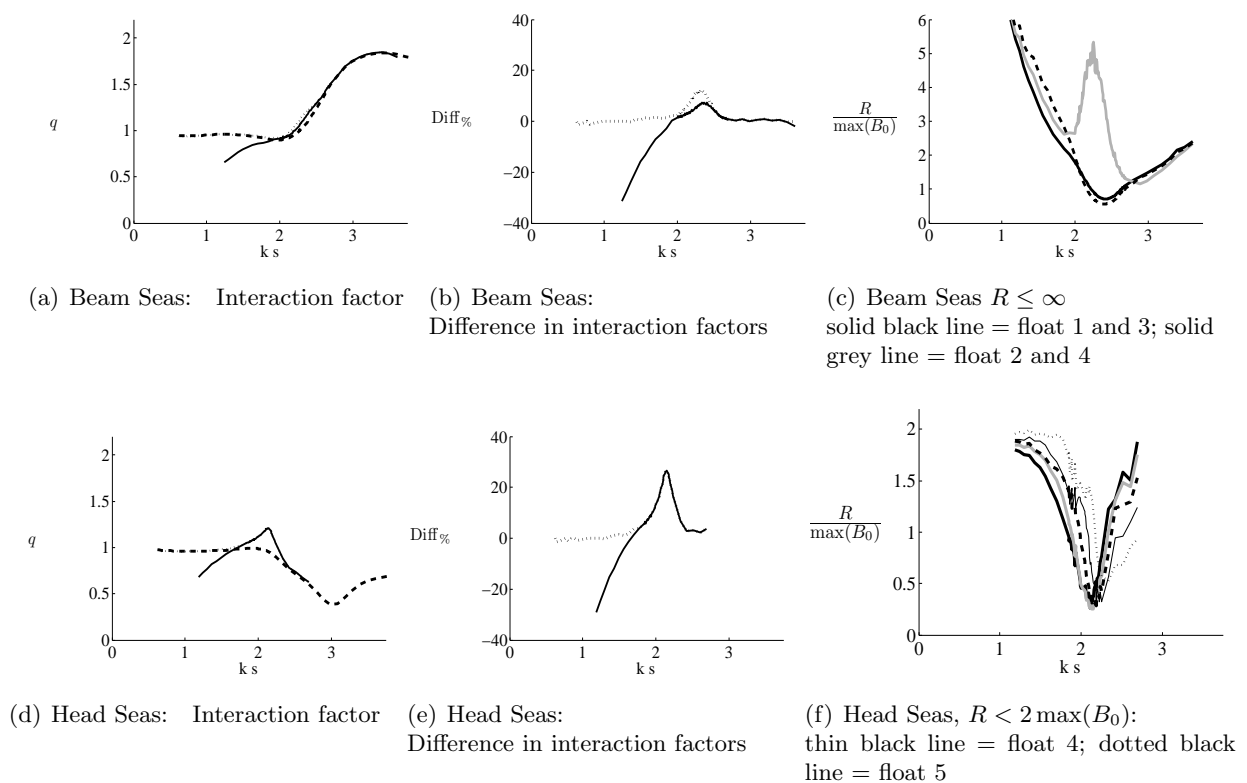 2
1.5
q
1
0.5
0
0 1 2 3
k s
(a) Beam Seas: Interaction factor
40
20
Diff%
0
−20
−40
0 1 2 3
k s
(b) Beam Seas:
Difference in interaction factors
6
5
4
R
max(B0)
3
2
1
0
0 1 2 3
k s
(c) Beam Seas R ≤ ∞
solid black line = float 1 and 3; solid
grey line = float 2 and 4
2
1.5
q
1
0.5
0
0 1 2 3
k s
(d) Head Seas: Interaction factor
40
20
Diff%
0
−20
−40
0 1 2 3
k s
(e) Head Seas:
Difference in interaction factors
2
1.5
R
max(B0)
1
0.5
0
0 1 2 3
k s
(f) Head Seas, R < 2 max(B0):
thin black line = float 4; dotted black
line = float 5